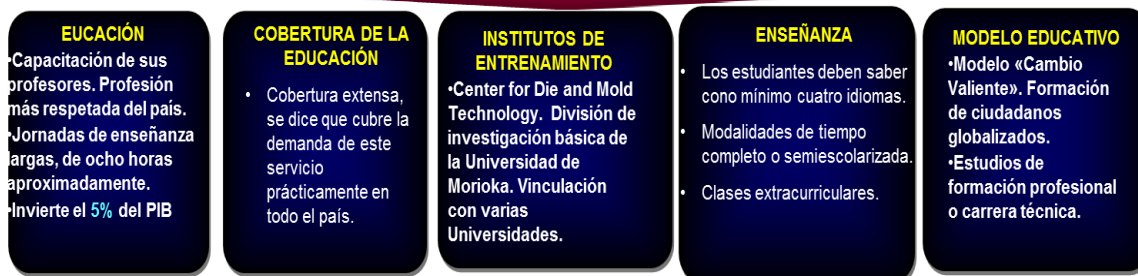 EUCACIÓN
•Capacitación de sus
profesores. Profesión
más respetada del país.
•Jornadas de enseñanza
largas, de ocho horas
aproximadamente.
•Invierte el 5% del PIB
COBERTURA DE LA
EDUCACIÓN
• Cobertura extensa,
se dice que cubre la
demanda de este
servicio
prácticamente en
todo el país.
INSTITUTOS DE
ENTRENAMIENTO
•Center for Die and Mold
Technology. División de
investigación básica de
la Universidad de
Morioka. Vinculación
con varias
Universidades.
ENSEÑANZA
• Los estudiantes deben saber
cono mínimo cuatro idiomas.
• Modalidades de tiempo
completo o semiescolarizada.
• Clases extracurriculares.
MODELO EDUCATIVO
•Modelo «Cambio
Valiente». Formación
de ciudadanos
globalizados.
•Estudios de
formación profesional
o carrera técnica.